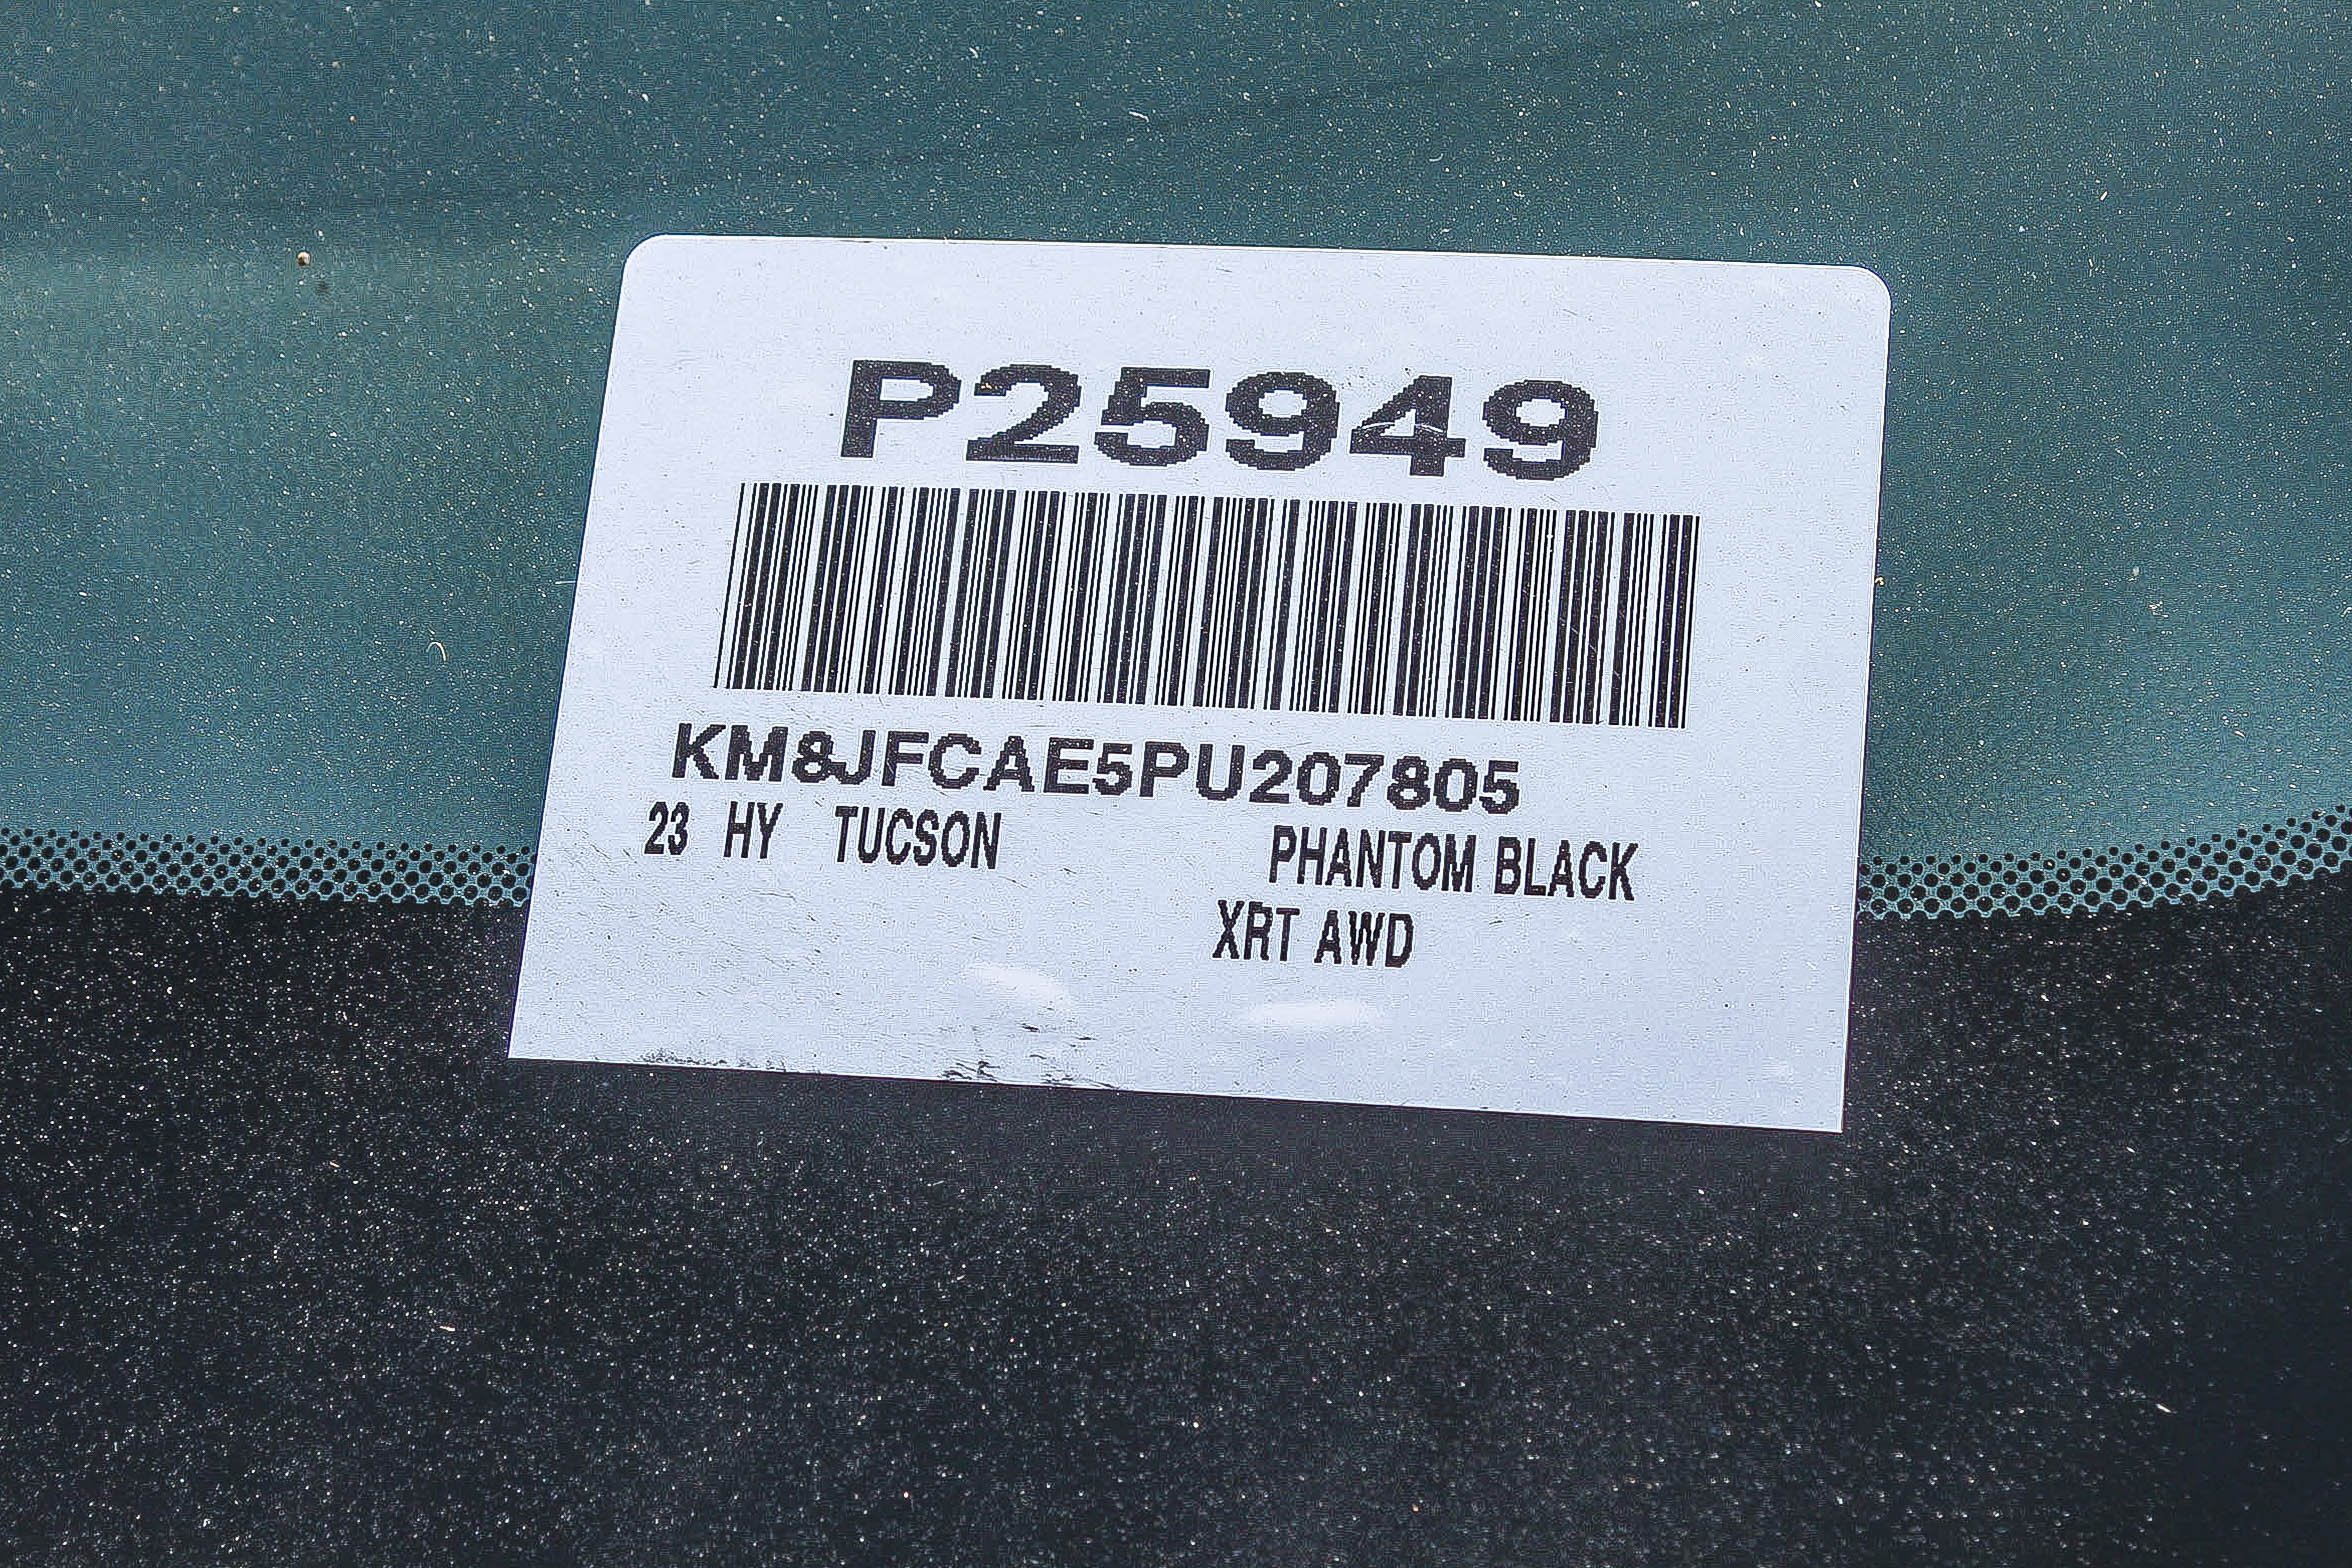 P25949
KM8JFCAE5PU207805
23 HY TUCSON PHANTOM BLACK
XRT AWD